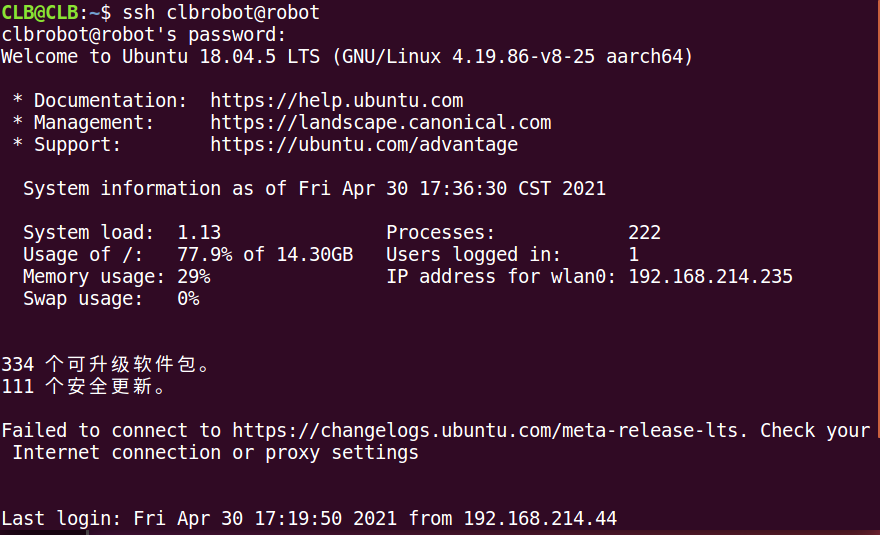 CLB@CLB:~$ ssh clbrobot@robot
clbrobot@robot's password:
Welcome to Ubuntu 18.04.5 LTS (GNU/Linux 4.19.86-v8-25 aarch64)
* Documentation:  https://help.ubuntu.com
* Management:     https://landscape.canonical.com
* Support:        https://ubuntu.com/advantage
System information as of Fri Apr 30 17:36:30 CST 2021
System load:  1.13               Processes:            222
Usage of /:   77.9% of 14.30GB   Users logged in:      1
Memory usage: 29%                IP address for wlan0: 192.168.214.235
Swap usage:   0%
334 个可升级软件包。
111 个安全更新。
Failed to connect to https://changelogs.ubuntu.com/meta-release-lts. Check your
Internet connection or proxy settings
Last login: Fri Apr 30 17:19:50 2021 from 192.168.214.44